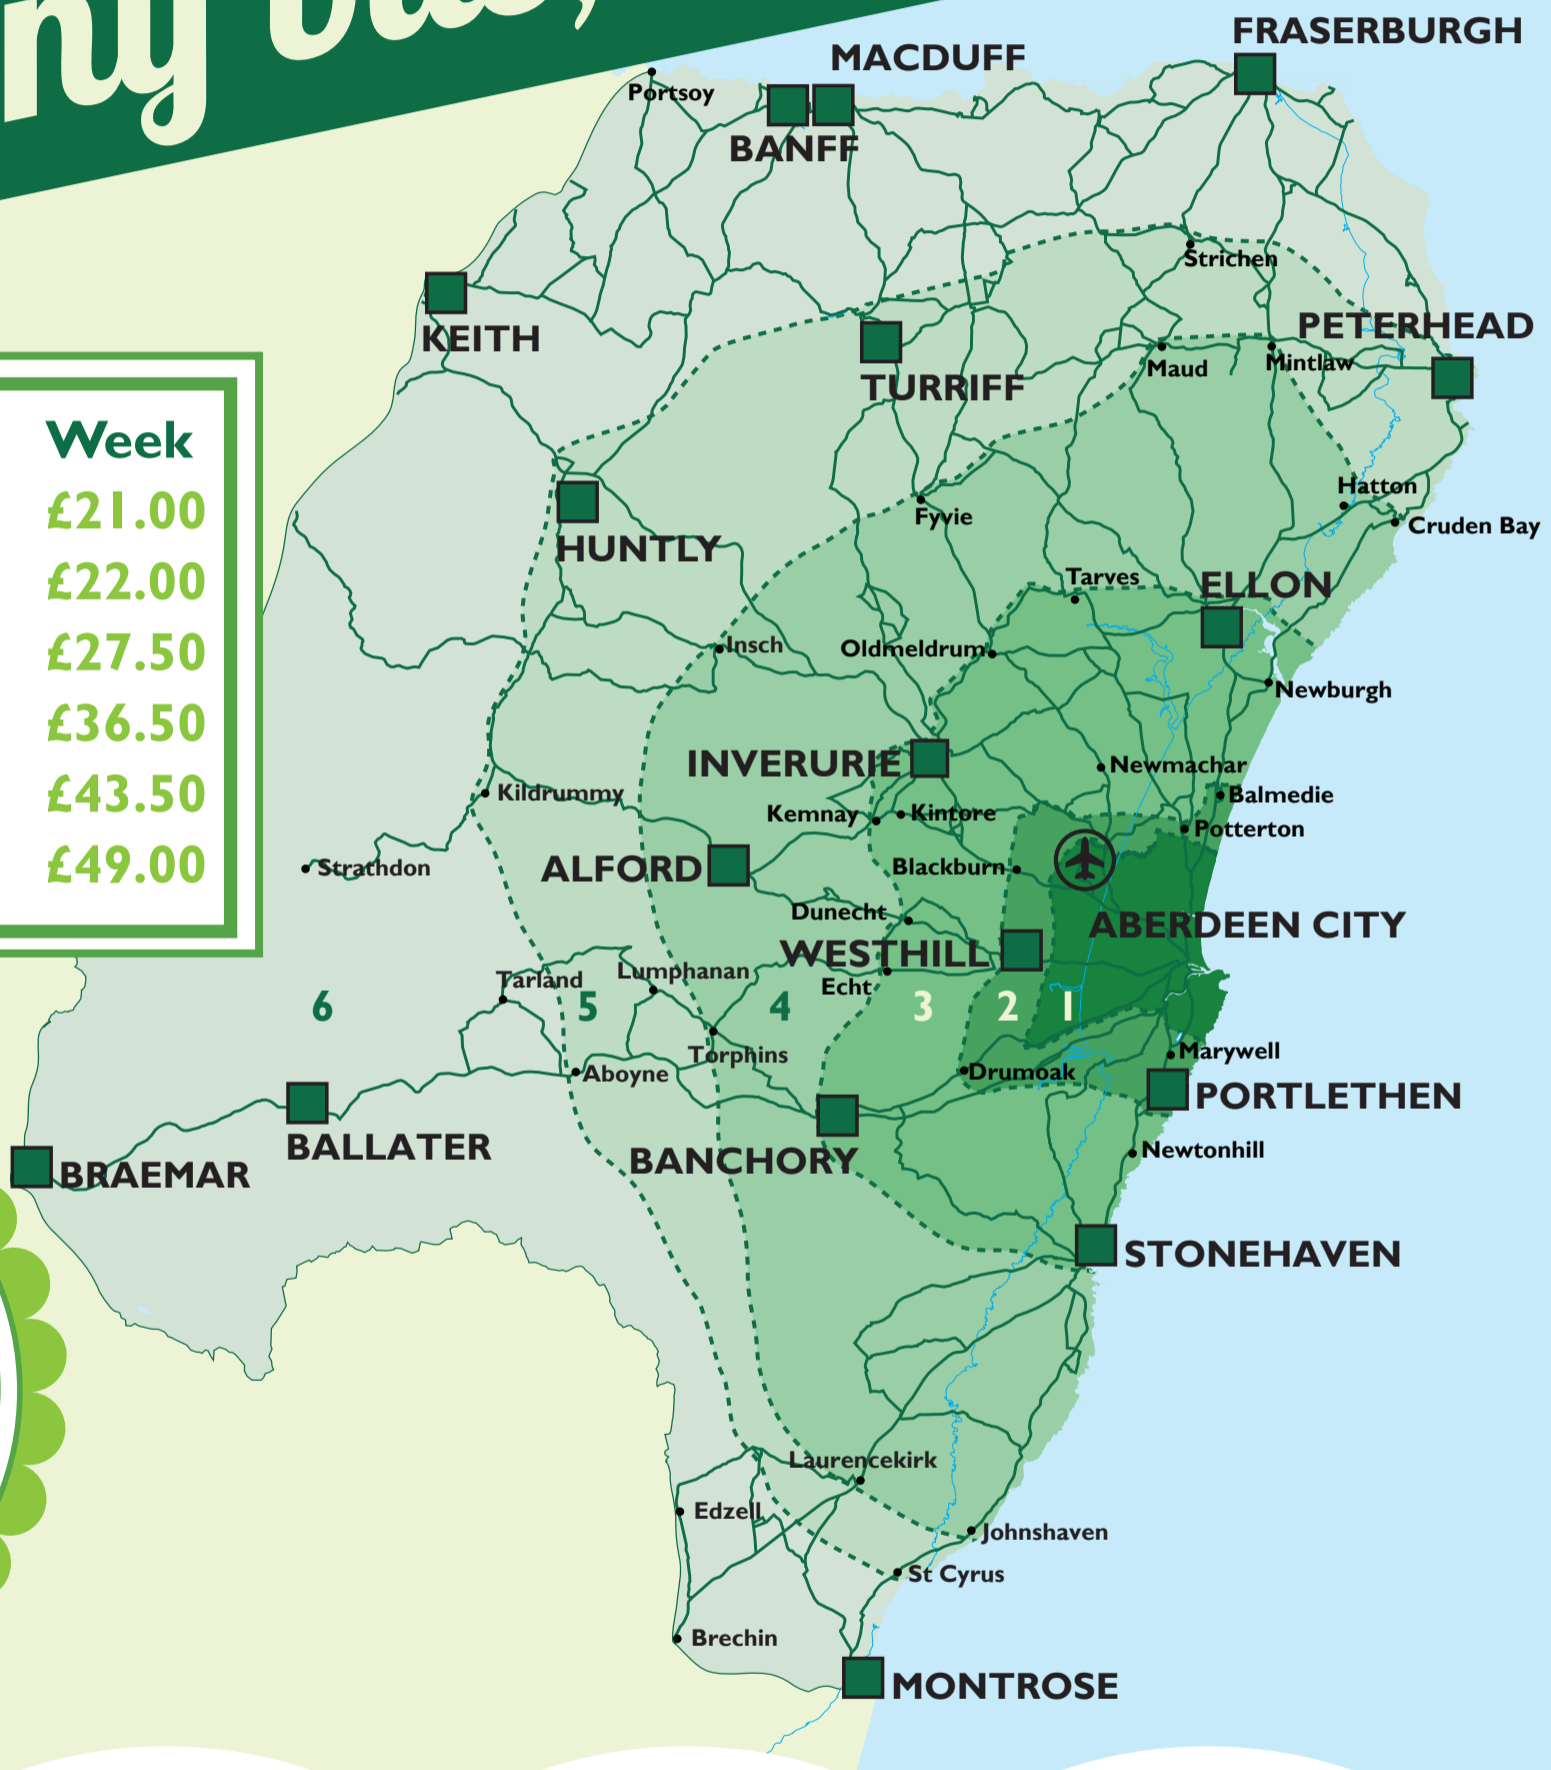 ny bus,
FRASERBURGH
MACDUFF
Portsoy
BANFF
Strichen
KEITH
PETERHEAD
Maud
Mintlaw
TURRIFF
Week
£21.00
£22.00
£27.50
£36.50
£43.50
£49.00
Hatton
Fyvie
Cruden Bay
HUNTLY
Tarves
ELLON
Insch
Oldmeldrum
Newburgh
INVERURIE
Newmachar
Kildrummy
Balmedie
Kemnay
Kintore
Potterton
Strathdon
ALFORD
Blackburn
Dunecht
ABERDEEN CITY
WESTHILL
Tarland
Lumphanan
Echt
6
5
4
3
2
1
Torphins
Marywell
Aboyne
Drumoak
PORTLETHEN
BALLATER
BANCHORY
Newtonhill
BRAEMAR
STONEHAVEN
Laurencekirk
Edzell
Johnshaven
St Cyrus
Brechin
MONTROSE